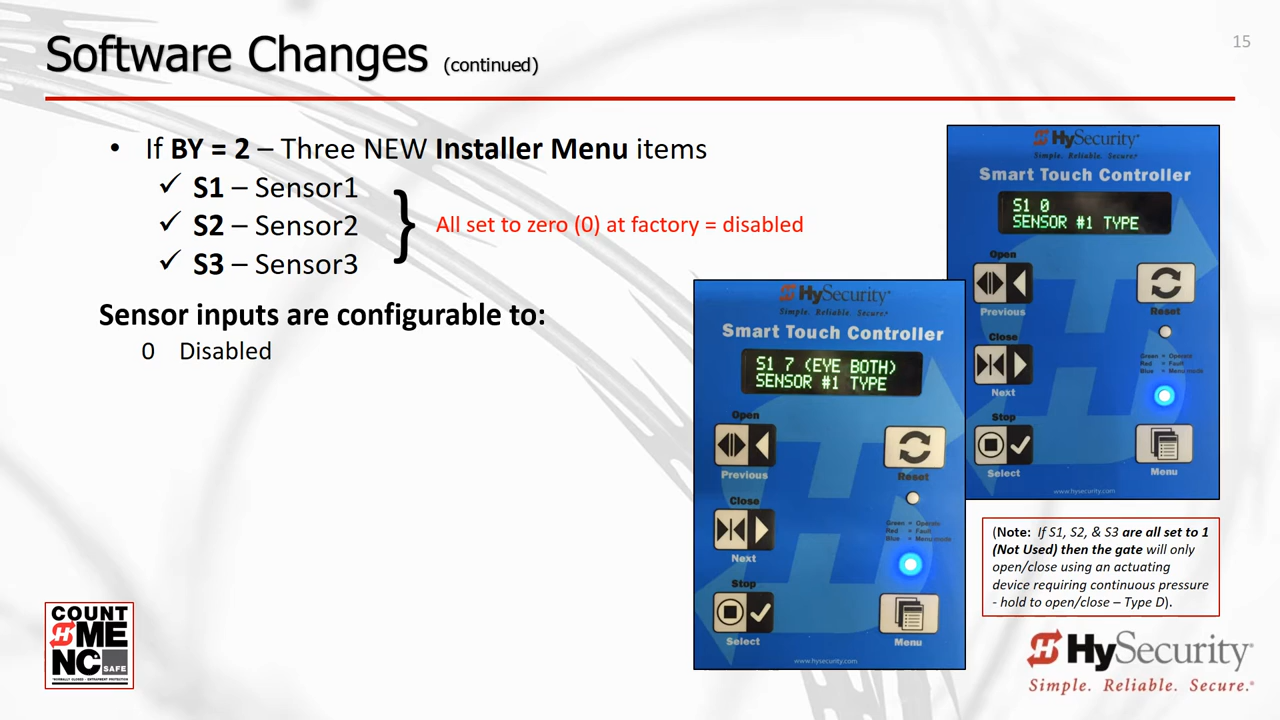 Software Changes (continued)
15
• If BY = 2 – Three NEW Installer Menu items
✓ S1 – Sensor1
✓ S2 – Sensor2
✓ S3 – Sensor3
} All set to zero (0) at factory = disabled
Sensor inputs are configurable to:
0 Disabled
HySecurity
Simple. Reliable. Secure.®
Smart Touch Controller
S1 0
SENSOR #1 TYPE
Open
Previous
Reset
Close
Green = Operate
Red = Fault
Blue = Menu mode
Next
Stop
Select
Menu
www.hysecurity.com
HySecurity
Simple. Reliable. Secure.®
Smart Touch Controller
S1 7 (EYE BOTH)
SENSOR #1 TYPE
Open
Previous
Reset
Close
Green = Operate
Red = Fault
Blue = Menu mode
Next
Stop
Select
Menu
www.hysecurity.com
(Note: If S1, S2, & S3 are all set to 1
(Not Used) then the gate will only
open/close using an actuating
device requiring continuous pressure
- hold to open/close – Type D).
COUNT
ME
NC SAFE
*NORMALLY CLOSED - ENTRAPMENT PROTECTION
HySecurity®
Simple. Reliable. Secure.®